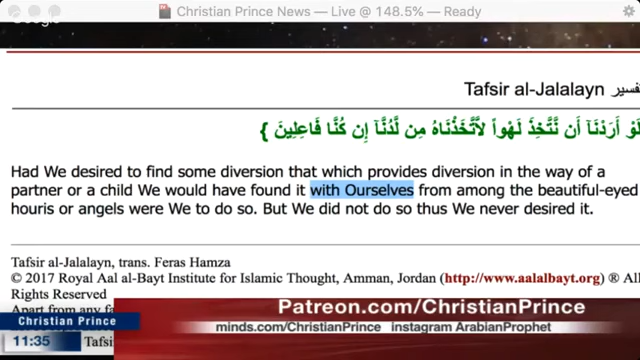 Christian Prince News — Live @ 148.5% — Ready
Tafsir al-Jalalayn تفسير
لَوْ أَرَدْنَآ أَن نَّتَّخِذَ لَهْواً لاَّتَّخَذْنَاهُ مِن لَّدُنَّآ إِن كُنَّا فَاعِلِينَ }
Had We desired to find some diversion that which provides diversion in the way of a
partner or a child We would have found it with Ourselves from among the beautiful-eyed
houris or angels were We to do so. But We did not do so thus We never desired it.
Tafsir al-Jalalayn, trans. Feras Hamza
© 2017 Royal Aal al-Bayt Institute for Islamic Thought, Amman, Jordan (http://www.aalalbayt.org) ® All
Rights Reserved
Apart from any fa
Patreon.com/ChristianPrince
Christian Prince
minds.com/ChristianPrince instagram ArabianProphet
11:35
Tafsi